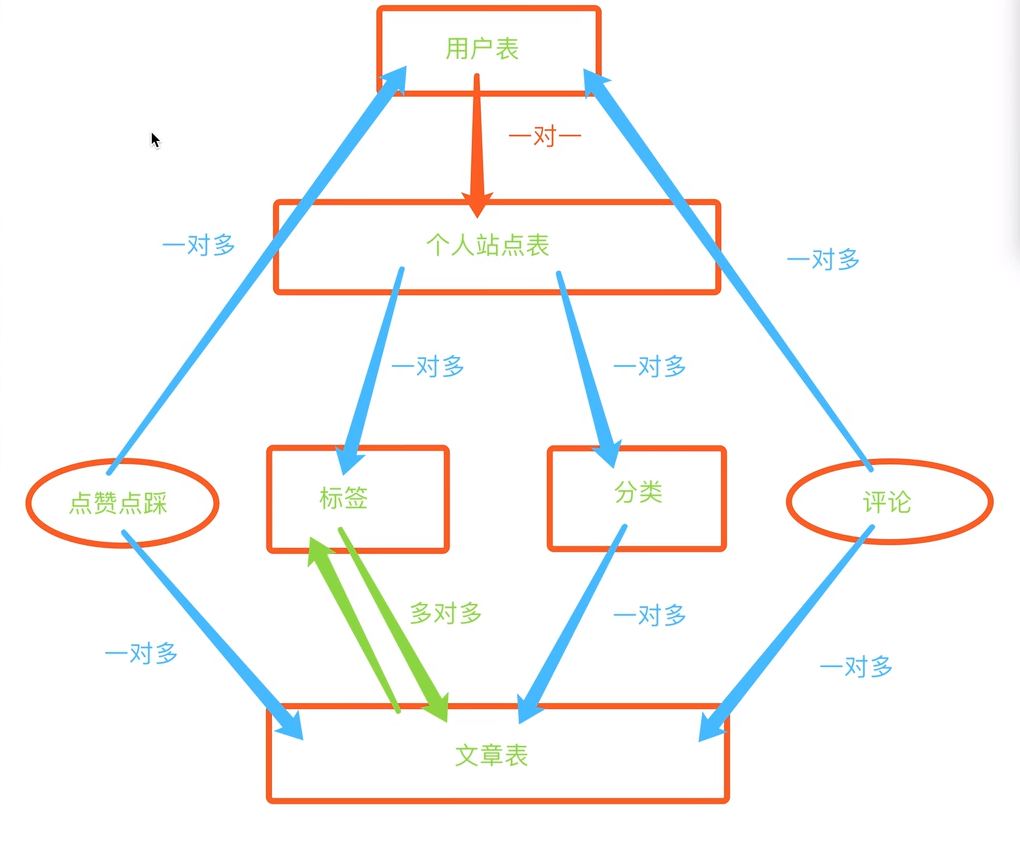 用户表
一对一
一对多
个人站点表
一对多
一对多
一对多
点赞点踩
标签
分类
评论
多对多
一对多
一对多
一对多
文章表